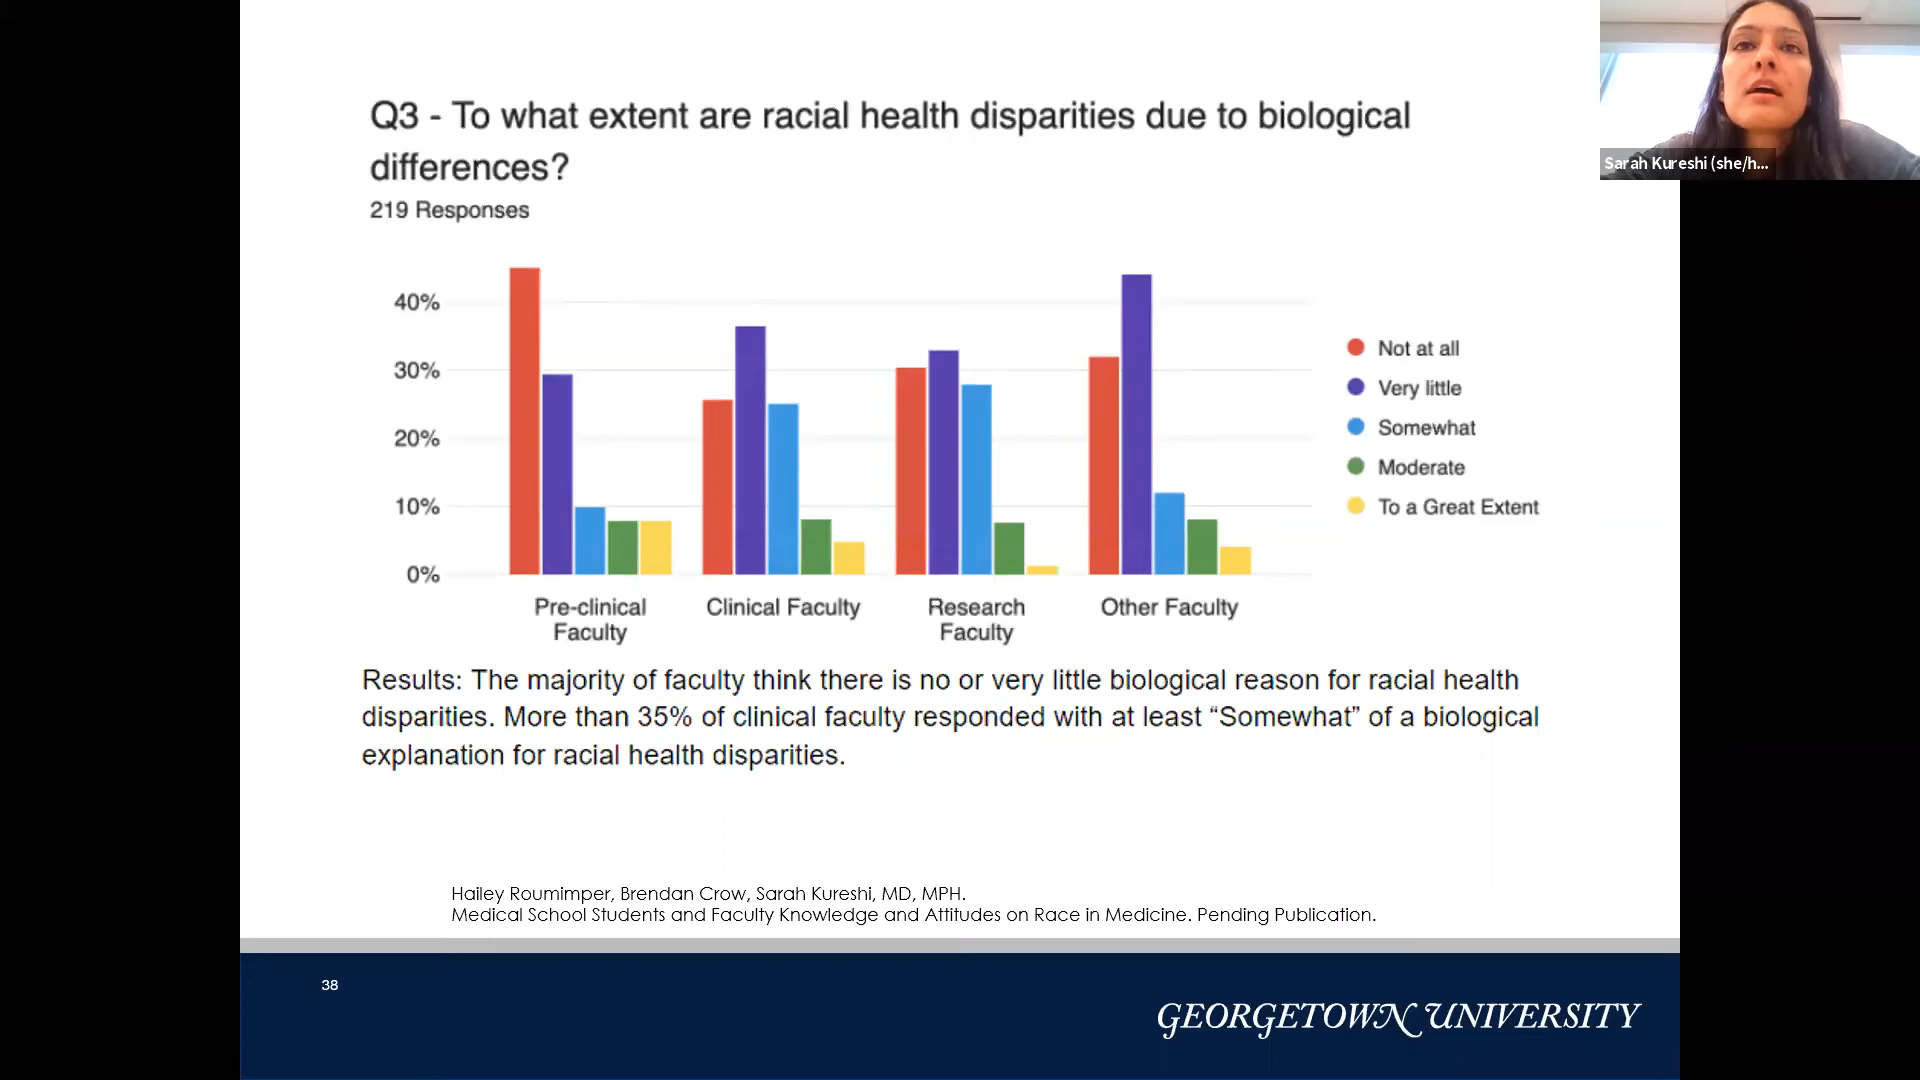 Q3 - To what extent are racial health disparities due to biological
differences?
219 Responses
40%
30%
20%
10%
0%
Pre-clinical
Faculty
Clinical Faculty
Research
Faculty
Other Faculty
Not at all
Very little
Somewhat
Moderate
To a Great Extent
Results: The majority of faculty think there is no or very little biological reason for racial health
disparities. More than 35% of clinical faculty responded with at least “Somewhat” of a biological
explanation for racial health disparities.
Hailey Roumimper, Brendan Crow, Sarah Kureshi, MD, MPH.
Medical School Students and Faculty Knowledge and Attitudes on Race in Medicine. Pending Publication.
38
GEORGETOWN UNIVERSITY
Sarah Kureshi (she/h...